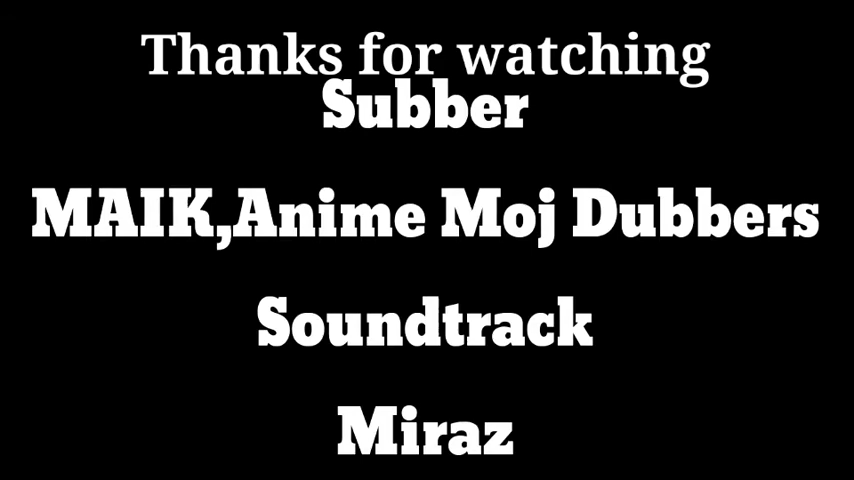 Thanks for watching
Subber
MAIK,Anime Moj Dubbers
Soundtrack
Miraz